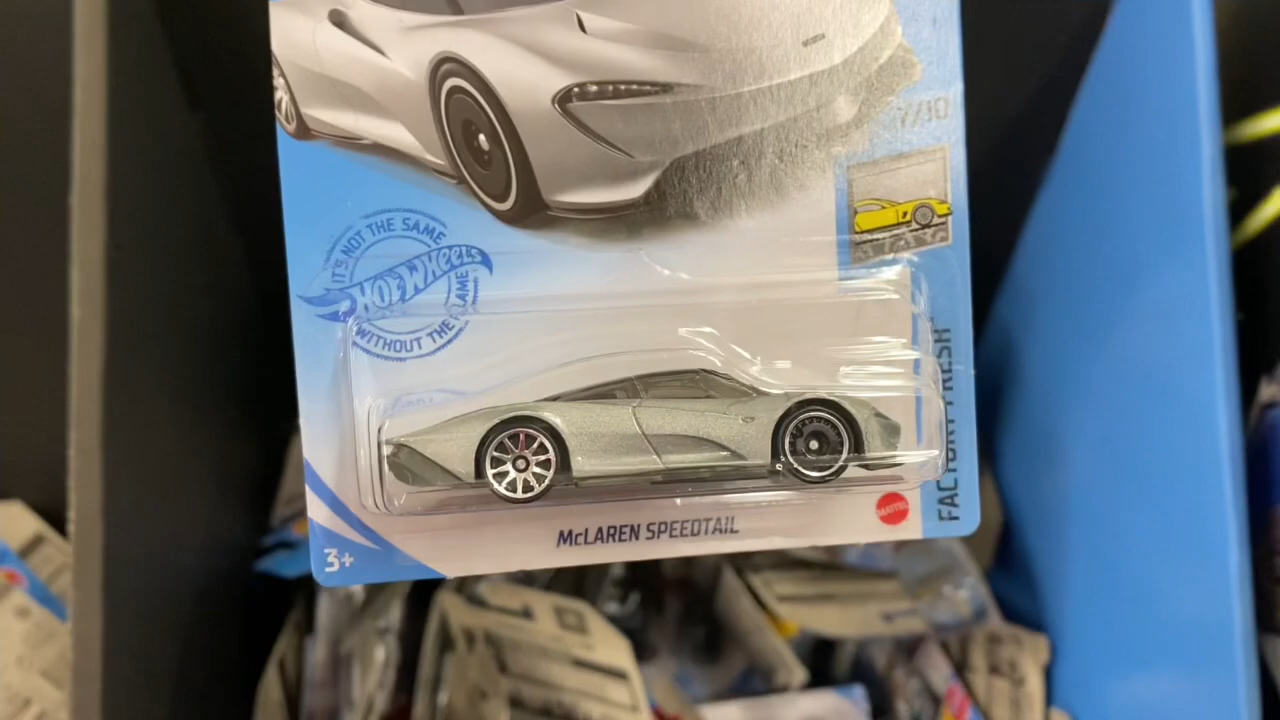 7/10
IT'S NOT THE SAME
HOT WHEELS
WITHOUT THE FLAME
FACTORY FRESH
MATTEL
McLAREN SPEEDTAIL
3+